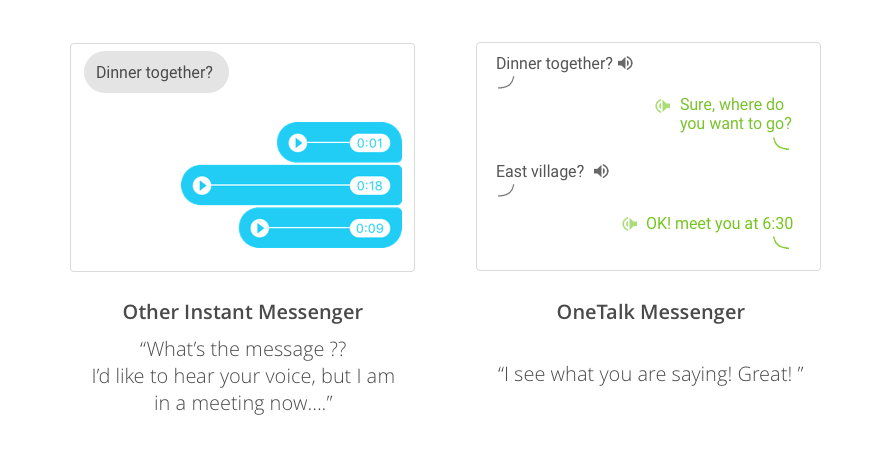 Dinner together?
0:01
0:18
0:09
Other Instant Messenger
“What’s the message ??
I’d like to hear your voice, but I am
in a meeting now....”
Dinner together?
Sure, where do
you want to go?
East village?
OK! meet you at 6:30
OneTalk Messenger
“I see what you are saying! Great! ”